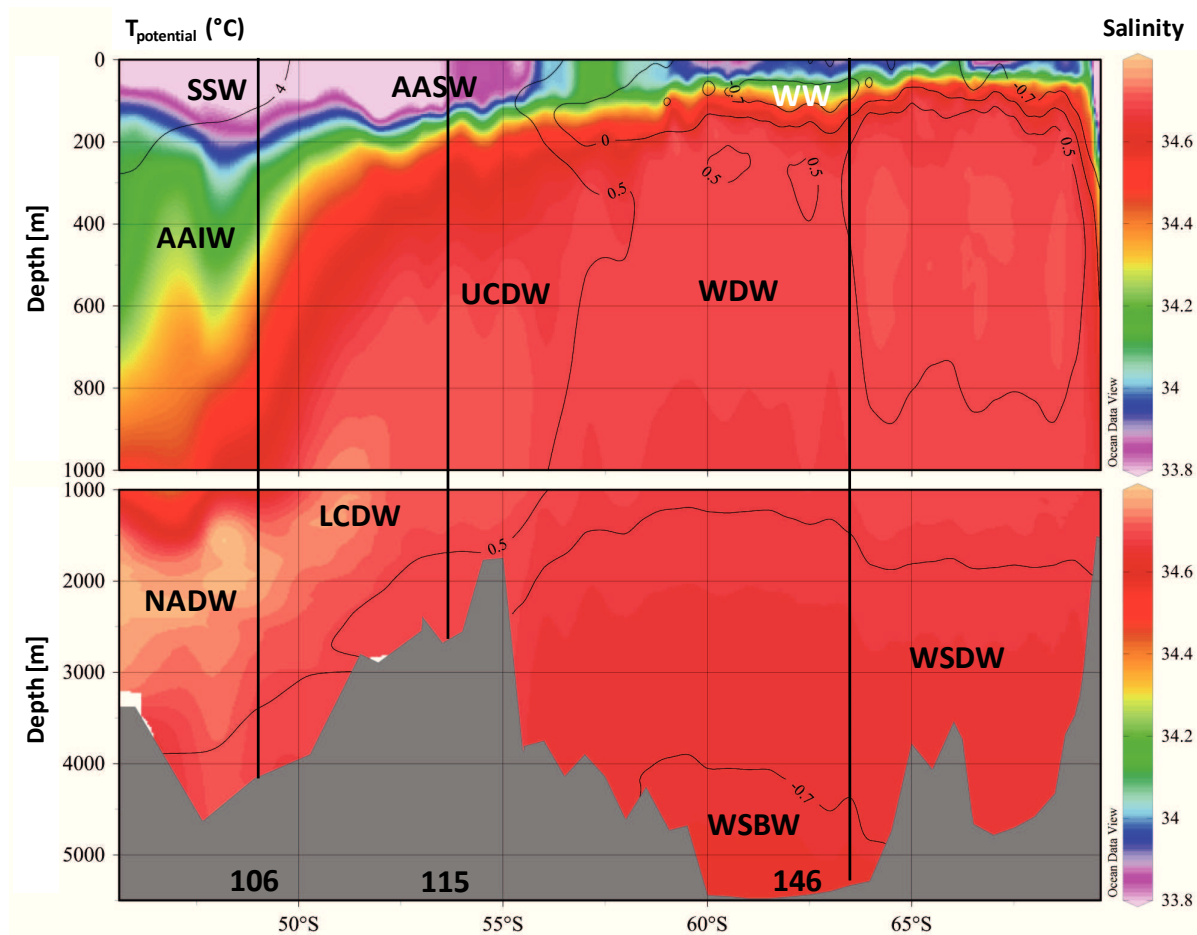 T_potential (°C)
Salinity
0
200
400
600
800
1000
Depth [m]
SSW
AASW
WW
AAIW
UCDW
WDW
4
0
0.5
-0.7
0.5
0.5
-0.7
0.5
34.6
34.4
34.2
34
33.8
Ocean Data View
1000
2000
3000
4000
5000
Depth [m]
LCDW
NADW
WSDW
WSBW
0.5
-0.7
106
115
146
34.6
34.4
34.2
34
33.8
Ocean Data View
50°S
55°S
60°S
65°S